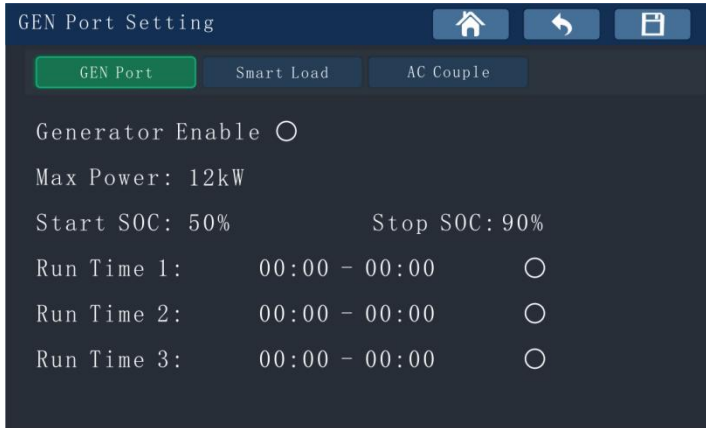 GEN Port Setting
GEN Port Smart Load AC Couple
Generator Enable
Max Power: 12kW
Start SOC: 50% Stop SOC: 90%
Run Time 1: 00:00 - 00:00
Run Time 2: 00:00 - 00:00
Run Time 3: 00:00 - 00:00